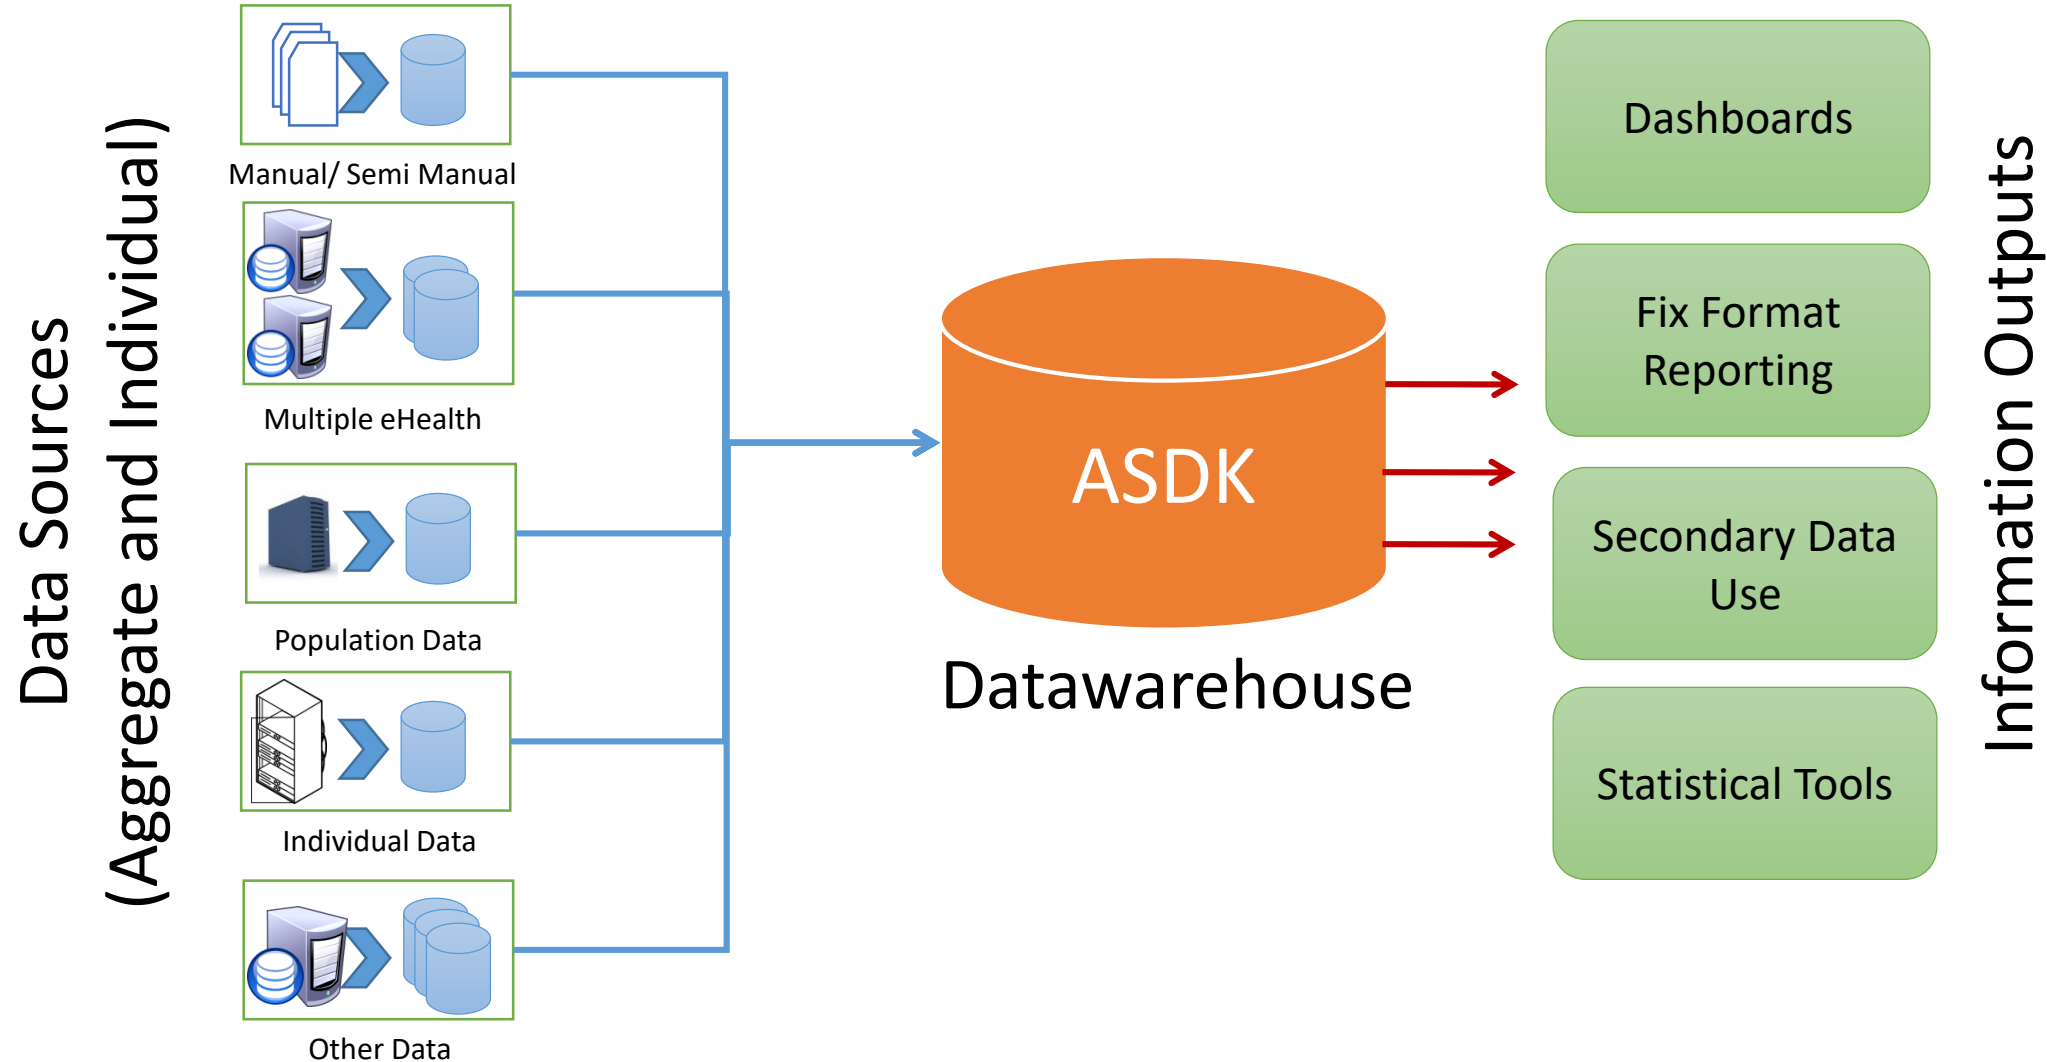 Data Sources
(Aggregate and Individual)
Manual/ Semi Manual
Multiple eHealth
Population Data
Individual Data
Other Data
ASDK
Datawarehouse
Dashboards
Fix Format
Reporting
Secondary Data
Use
Statistical Tools
Information Outputs